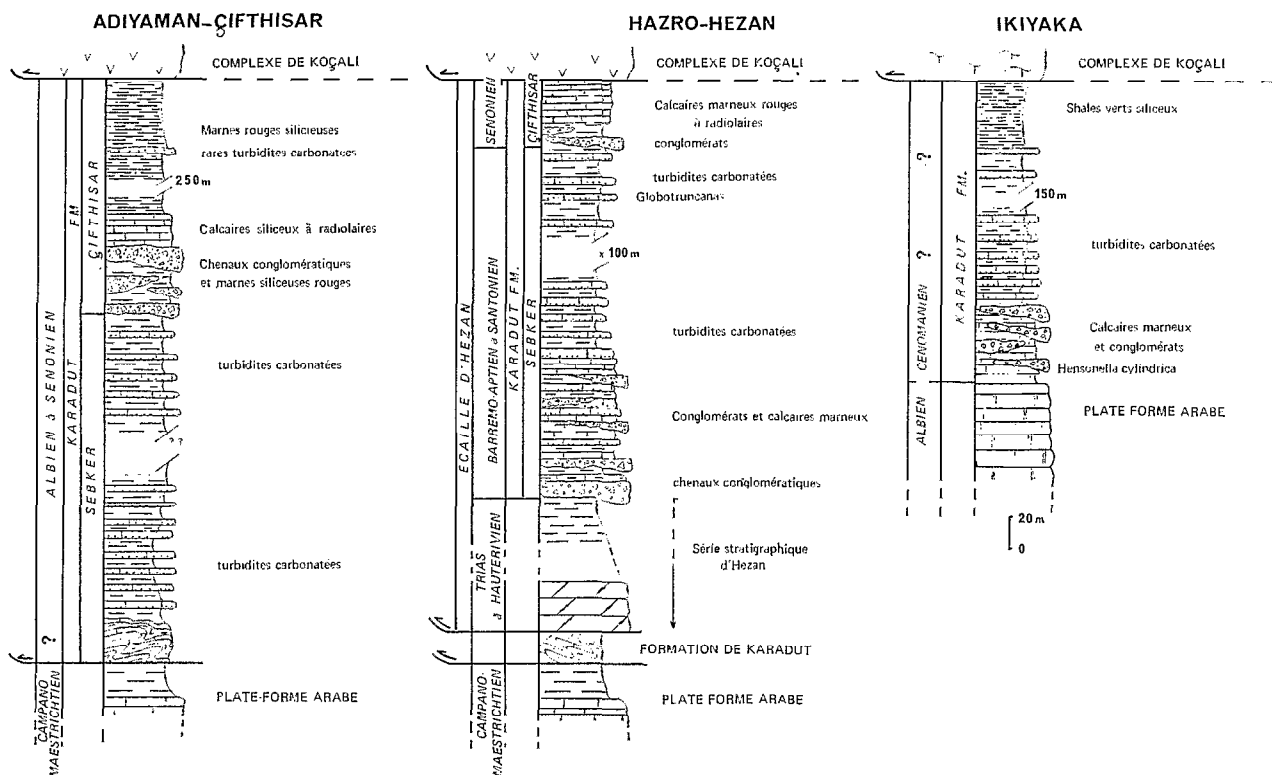 ADIYAMAN-ÇIFTHISAR
COMPLEXE DE KOÇALI
Marnes rouges silicieuses
rares turbidites carbonatées
250 m
Calcaires siliceux à radiolaires
Chenaux conglomératiques
et marnes siliceuses rouges
turbidites carbonatées
??
turbidites carbonatées
PLATE-FORME ARABE
ALBIEN à SENONIEN
?
KARADUT FM
ÇIFTHISAR
SEBKER
CAMPANO
MAESTRICHTIEN
HAZRO-HEZAN
COMPLEXE DE KOÇALI
Calcaires marneux rouges
à radiolaires
conglomérats
turbidites carbonatées
Globotruncanas
x 100 m
turbidites carbonatées
Conglomérats et calcaires marneux
chenaux conglomératiques
Série stratigraphique
d'Hezan
FORMATION DE KARADUT
PLATE FORME ARABE
ECAILLE D'HEZAN
SENONIEN
BARREMO-APTIEN à SANTONIEN
TRIAS
à HAUTERIVIEN
KARADUT FM.
ÇIFTHISAR
SEBKER
CAMPANO-
MAESTRICHTIEN
IKIYAKA
COMPLEXE DE KOÇALI
Shales verts siliceux
150 m
turbidites carbonatées
Calcaires marneux
et conglomérats
Hensonella cylindrica
PLATE FORME ARABE
ALBIEN
CENOMANIEN ? ?
KARADUT FM.
20 m
0